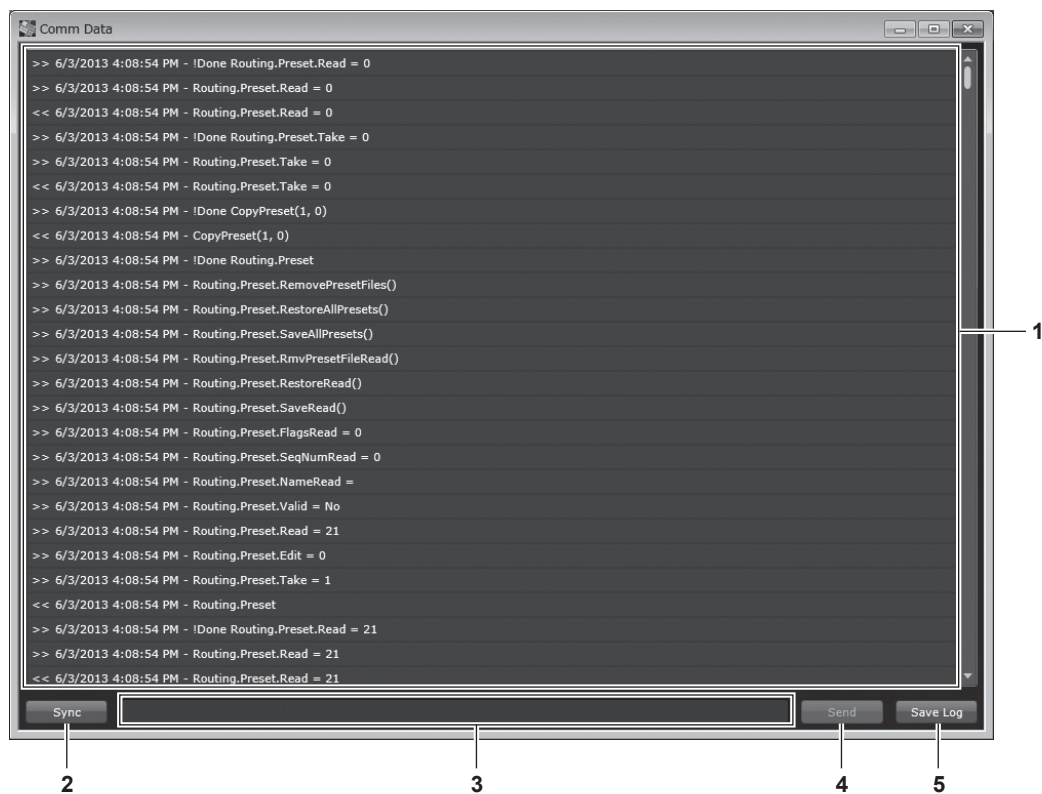 Comm Data
>> 6/3/2013 4:08:54 PM - !Done Routing.Preset.Read = 0
>> 6/3/2013 4:08:54 PM - Routing.Preset.Read = 0
<< 6/3/2013 4:08:54 PM - Routing.Preset.Read = 0
>> 6/3/2013 4:08:54 PM - !Done Routing.Preset.Take = 0
>> 6/3/2013 4:08:54 PM - Routing.Preset.Take = 0
<< 6/3/2013 4:08:54 PM - Routing.Preset.Take = 0
>> 6/3/2013 4:08:54 PM - !Done CopyPreset(1, 0)
<< 6/3/2013 4:08:54 PM - CopyPreset(1, 0)
>> 6/3/2013 4:08:54 PM - !Done Routing.Preset
>> 6/3/2013 4:08:54 PM - Routing.Preset.RemovePresetFiles()
>> 6/3/2013 4:08:54 PM - Routing.Preset.RestoreAllPresets()
>> 6/3/2013 4:08:54 PM - Routing.Preset.SaveAllPresets()
>> 6/3/2013 4:08:54 PM - Routing.Preset.RmvPresetFileRead()
>> 6/3/2013 4:08:54 PM - Routing.Preset.RestoreRead()
>> 6/3/2013 4:08:54 PM - Routing.Preset.SaveRead()
>> 6/3/2013 4:08:54 PM - Routing.Preset.FlagsRead = 0
>> 6/3/2013 4:08:54 PM - Routing.Preset.SeqNumRead = 0
>> 6/3/2013 4:08:54 PM - Routing.Preset.NameRead =
>> 6/3/2013 4:08:54 PM - Routing.Preset.Valid = No
>> 6/3/2013 4:08:54 PM - Routing.Preset.Read = 21
>> 6/3/2013 4:08:54 PM - Routing.Preset.Edit = 0
>> 6/3/2013 4:08:54 PM - Routing.Preset.Take = 1
<< 6/3/2013 4:08:54 PM - Routing.Preset
>> 6/3/2013 4:08:54 PM - !Done Routing.Preset.Read = 21
>> 6/3/2013 4:08:54 PM - Routing.Preset.Read = 21
<< 6/3/2013 4:08:54 PM - Routing.Preset.Read = 21
1
Sync
Send
Save Log
2
3
4
5